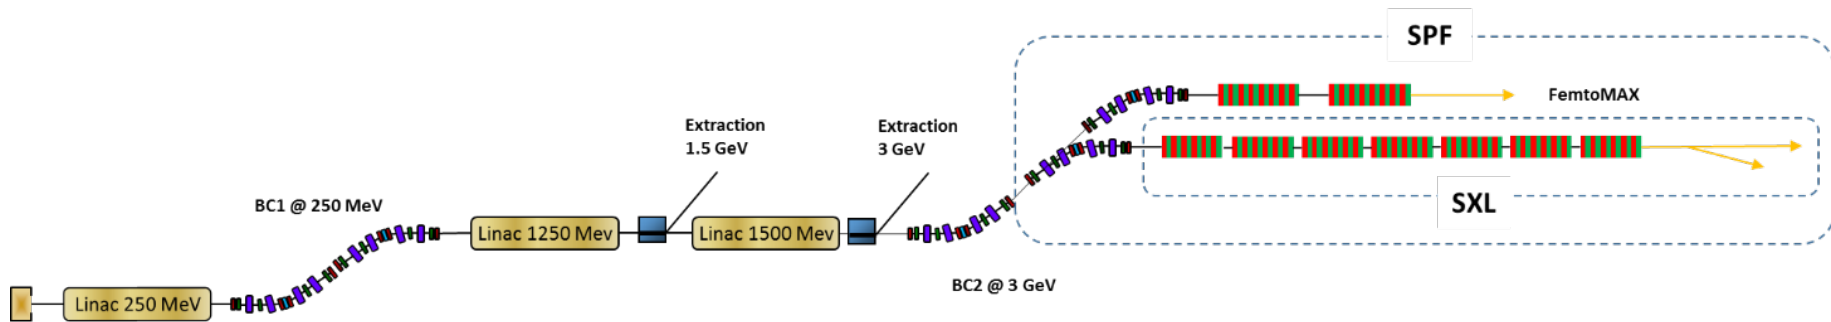 SPF
FemtoMAX
Extraction
1.5 GeV
Extraction
3 GeV
SXL
BC1 @ 250 MeV
Linac 1250 Mev
Linac 1500 Mev
BC2 @ 3 GeV
Linac 250 MeV